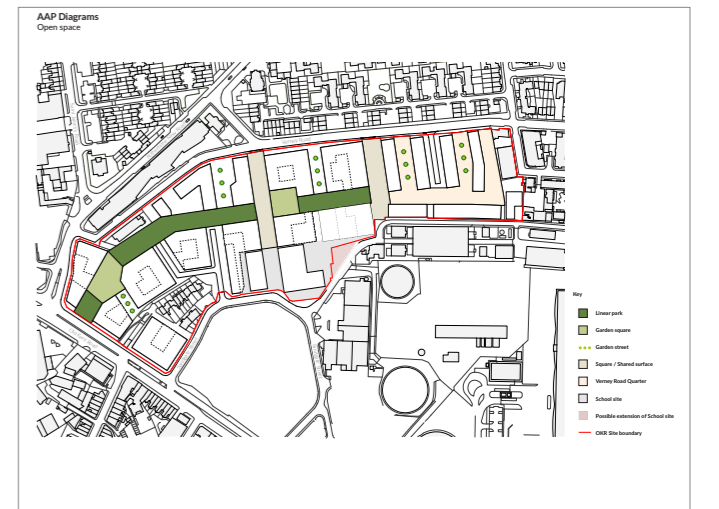 AAP Diagrams
Open space
Key
Linear park
Garden square
Garden street
Square / Shared surface
Verney Road Quarter
School site
Possible extension of School site
OKR Site boundary